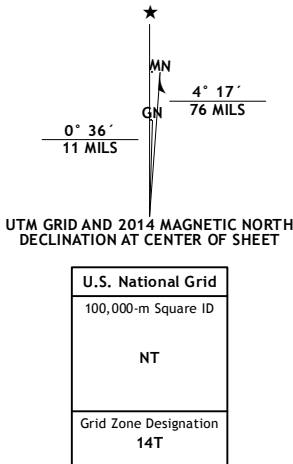 ★
MN
GN
4° 17´
76 MILS
0° 36´
11 MILS
UTM GRID AND 2014 MAGNETIC NORTH
DECLINATION AT CENTER OF SHEET
U.S. National Grid
100,000-m Square ID
NT
Grid Zone Designation
14T